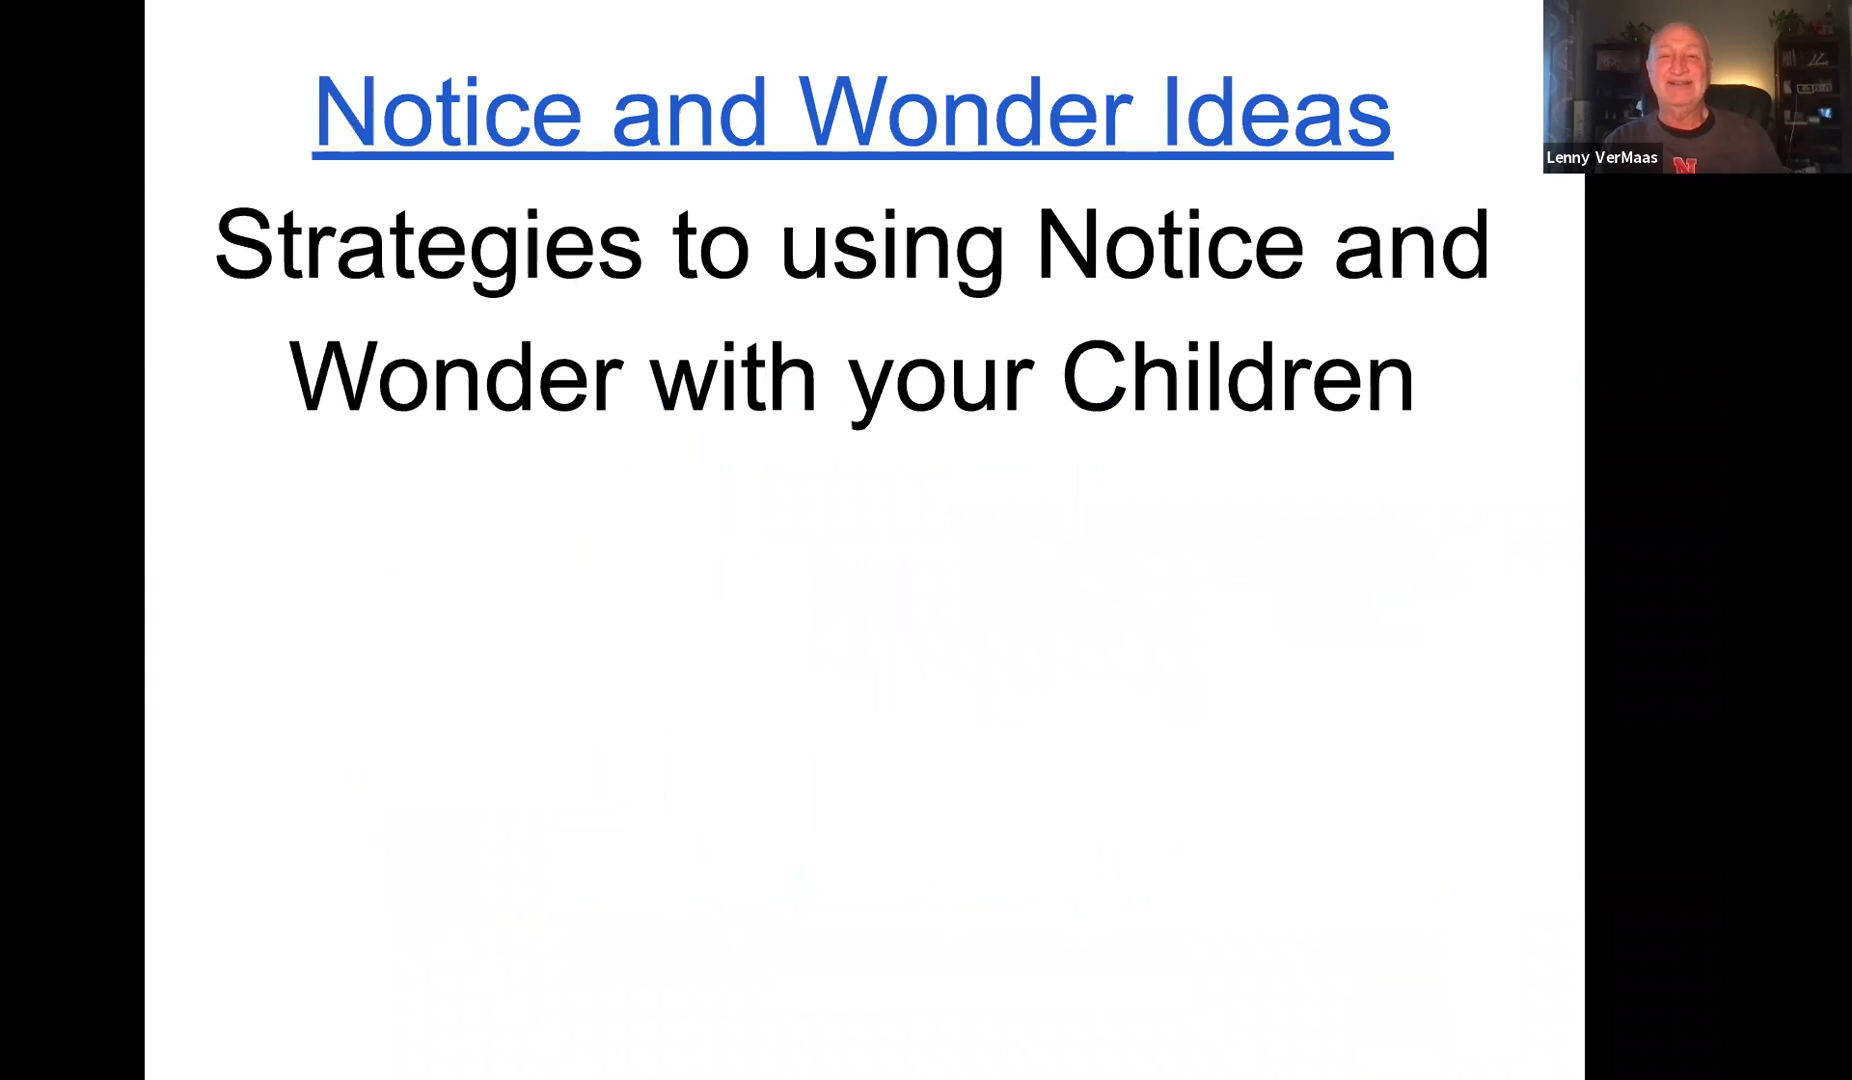 Notice and Wonder Ideas
Strategies to using Notice and
Wonder with your Children
Lenny VerMaas
N